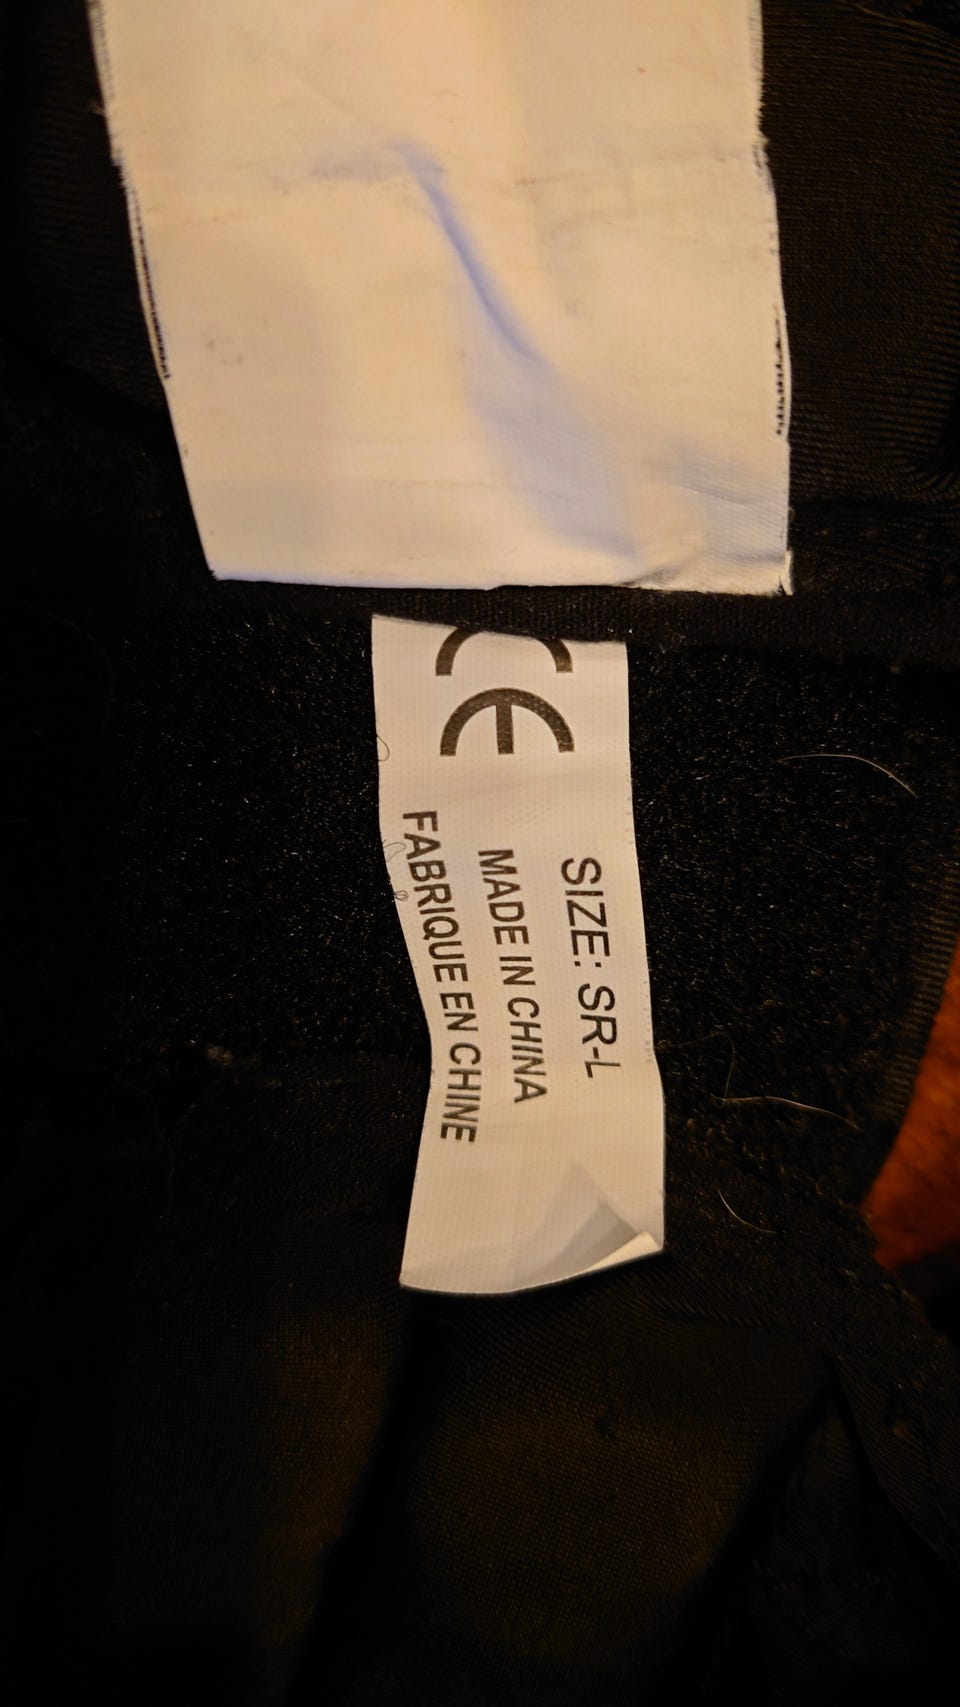 CE
SIZE: SR-L
MADE IN CHINA
FABRIQUE EN CHINE